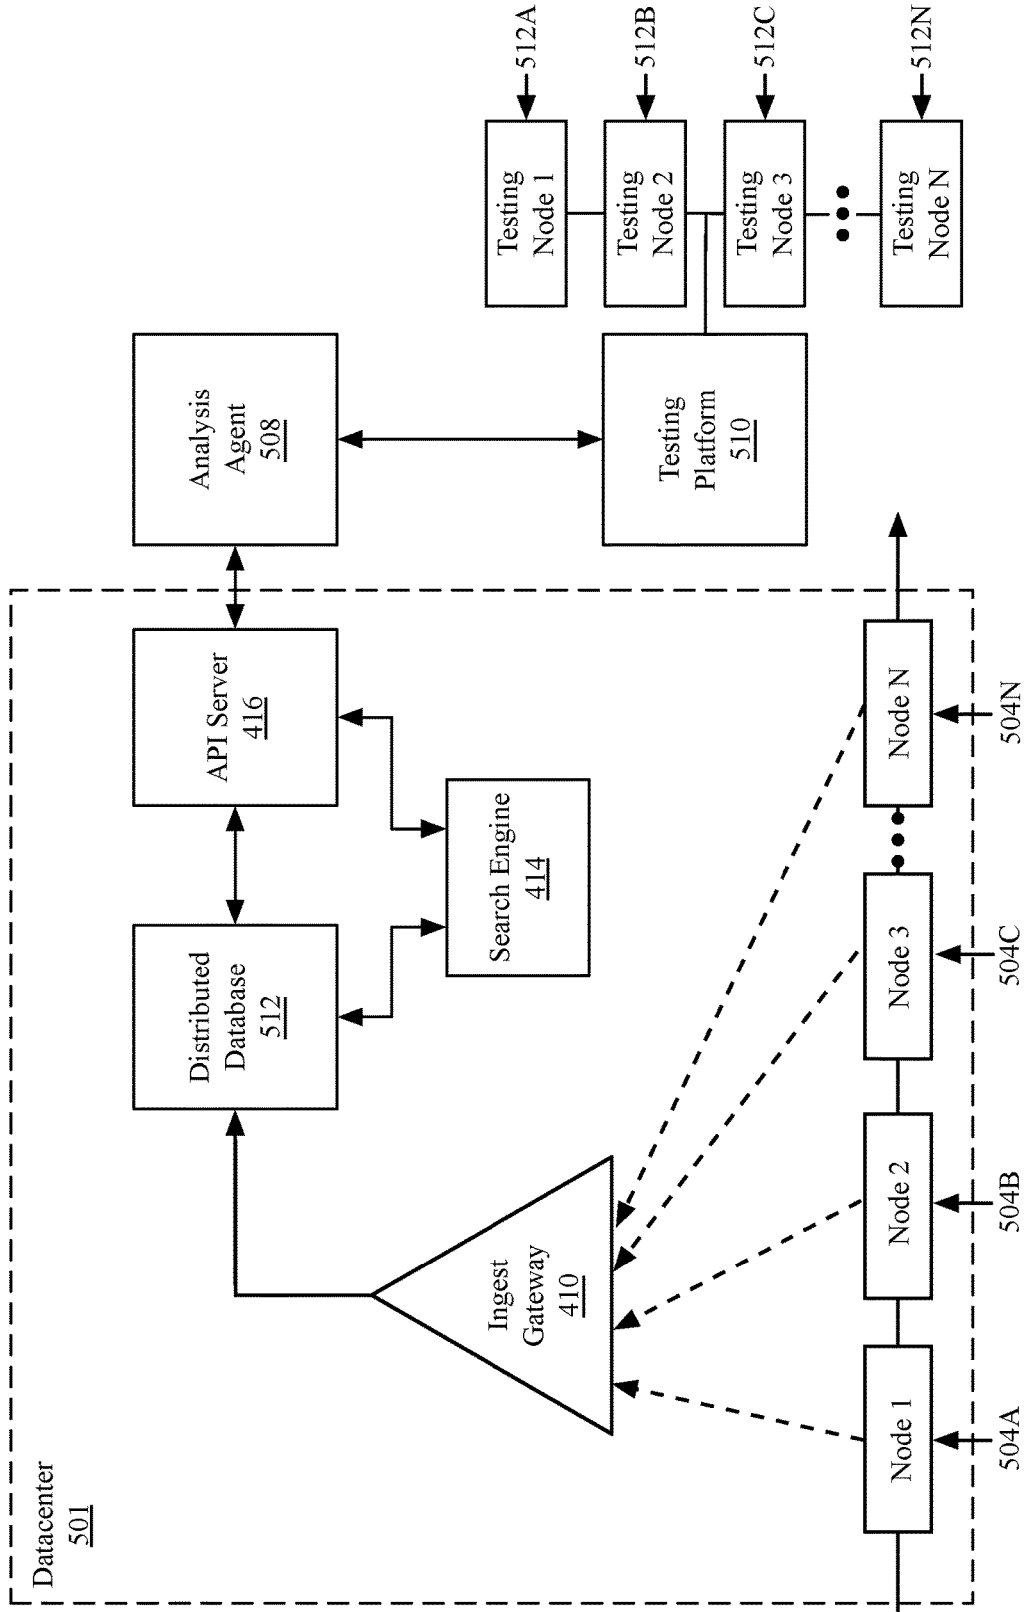 Datacenter
501
Distributed
Database
512
API Server
416
Analysis
Agent
508
Search Engine
414
Ingest
Gateway
410
Testing
Platform
510
Testing
Node 1
512A
Testing
Node 2
512B
Testing
Node 3
512C
Testing
Node N
512N
Node 1
Node 2
Node 3
Node N
504A
504B
504C
504N